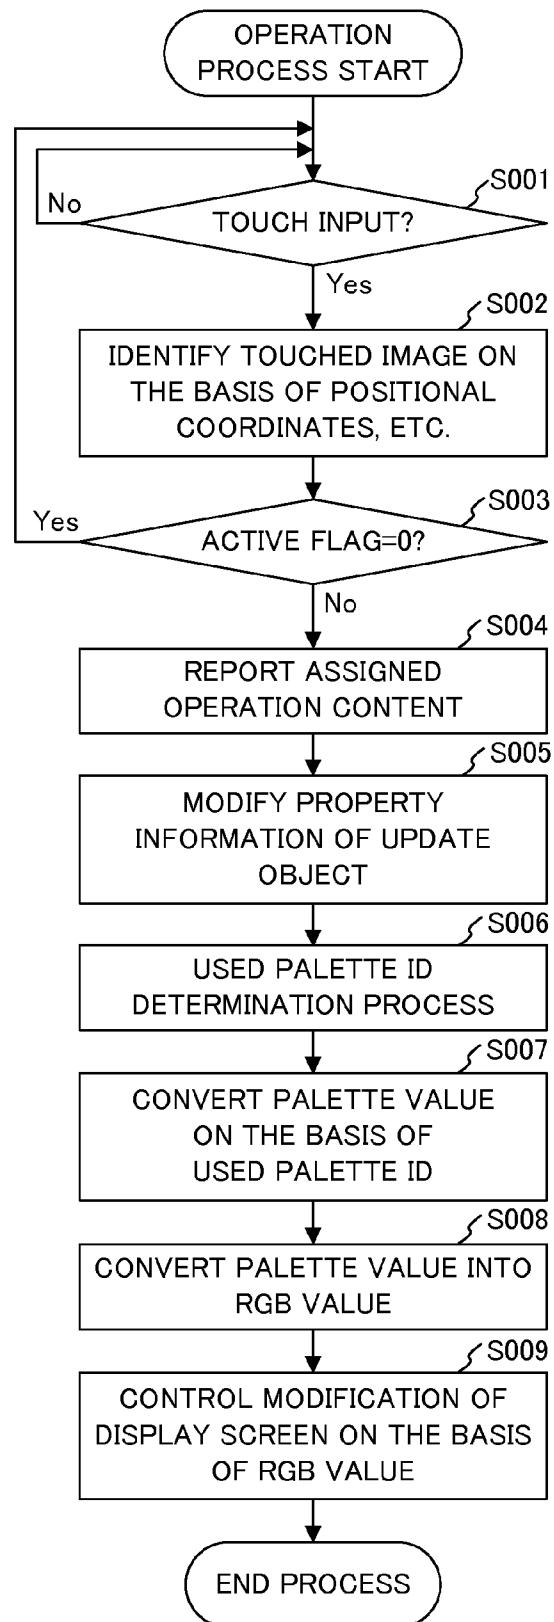 OPERATION
PROCESS START
S001
No
TOUCH INPUT?
Yes
S002
IDENTIFY TOUCHED IMAGE ON
THE BASIS OF POSITIONAL
COORDINATES, ETC.
S003
Yes
ACTIVE FLAG=0?
No
S004
REPORT ASSIGNED
OPERATION CONTENT
S005
MODIFY PROPERTY
INFORMATION OF UPDATE
OBJECT
S006
USED PALETTE ID
DETERMINATION PROCESS
S007
CONVERT PALETTE VALUE
ON THE BASIS OF
USED PALETTE ID
S008
CONVERT PALETTE VALUE INTO
RGB VALUE
S009
CONTROL MODIFICATION OF
DISPLAY SCREEN ON THE BASIS
OF RGB VALUE
END PROCESS